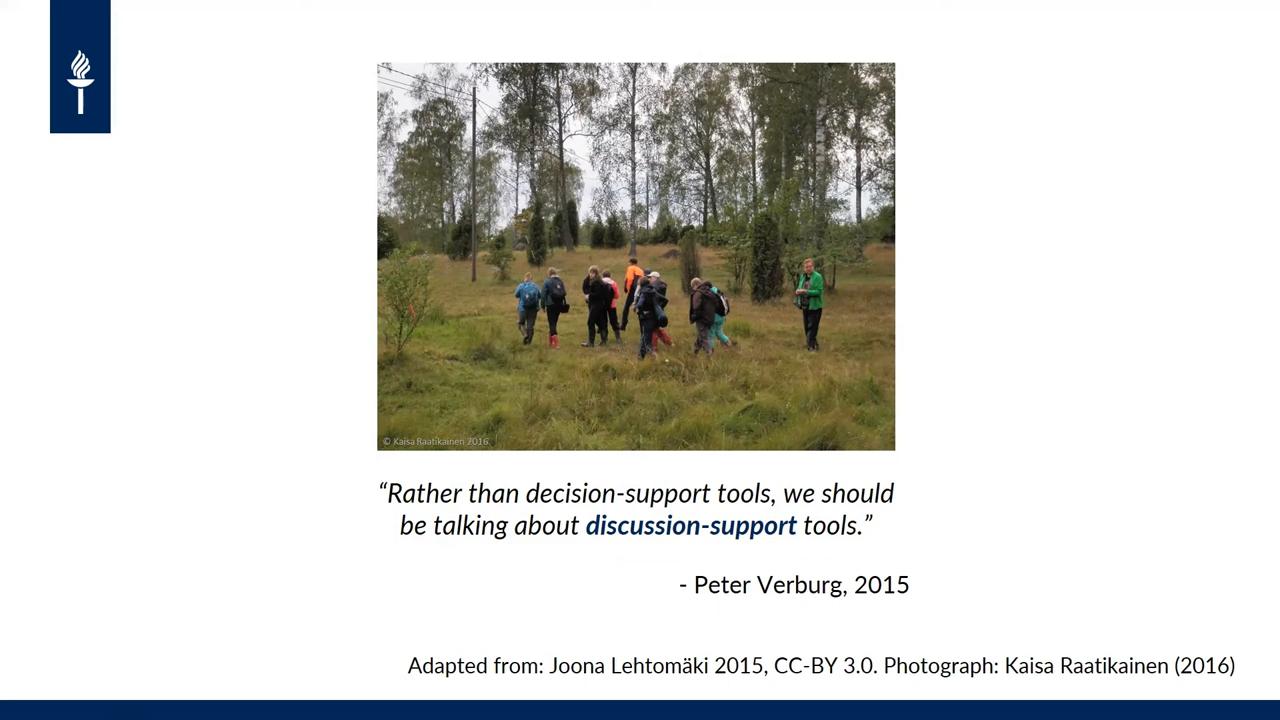 © Kaisa Raatikainen 2016
“Rather than decision-support tools, we should
be talking about discussion-support tools.”
- Peter Verburg, 2015
Adapted from: Joona Lehtomäki 2015, CC-BY 3.0. Photograph: Kaisa Raatikainen (2016)